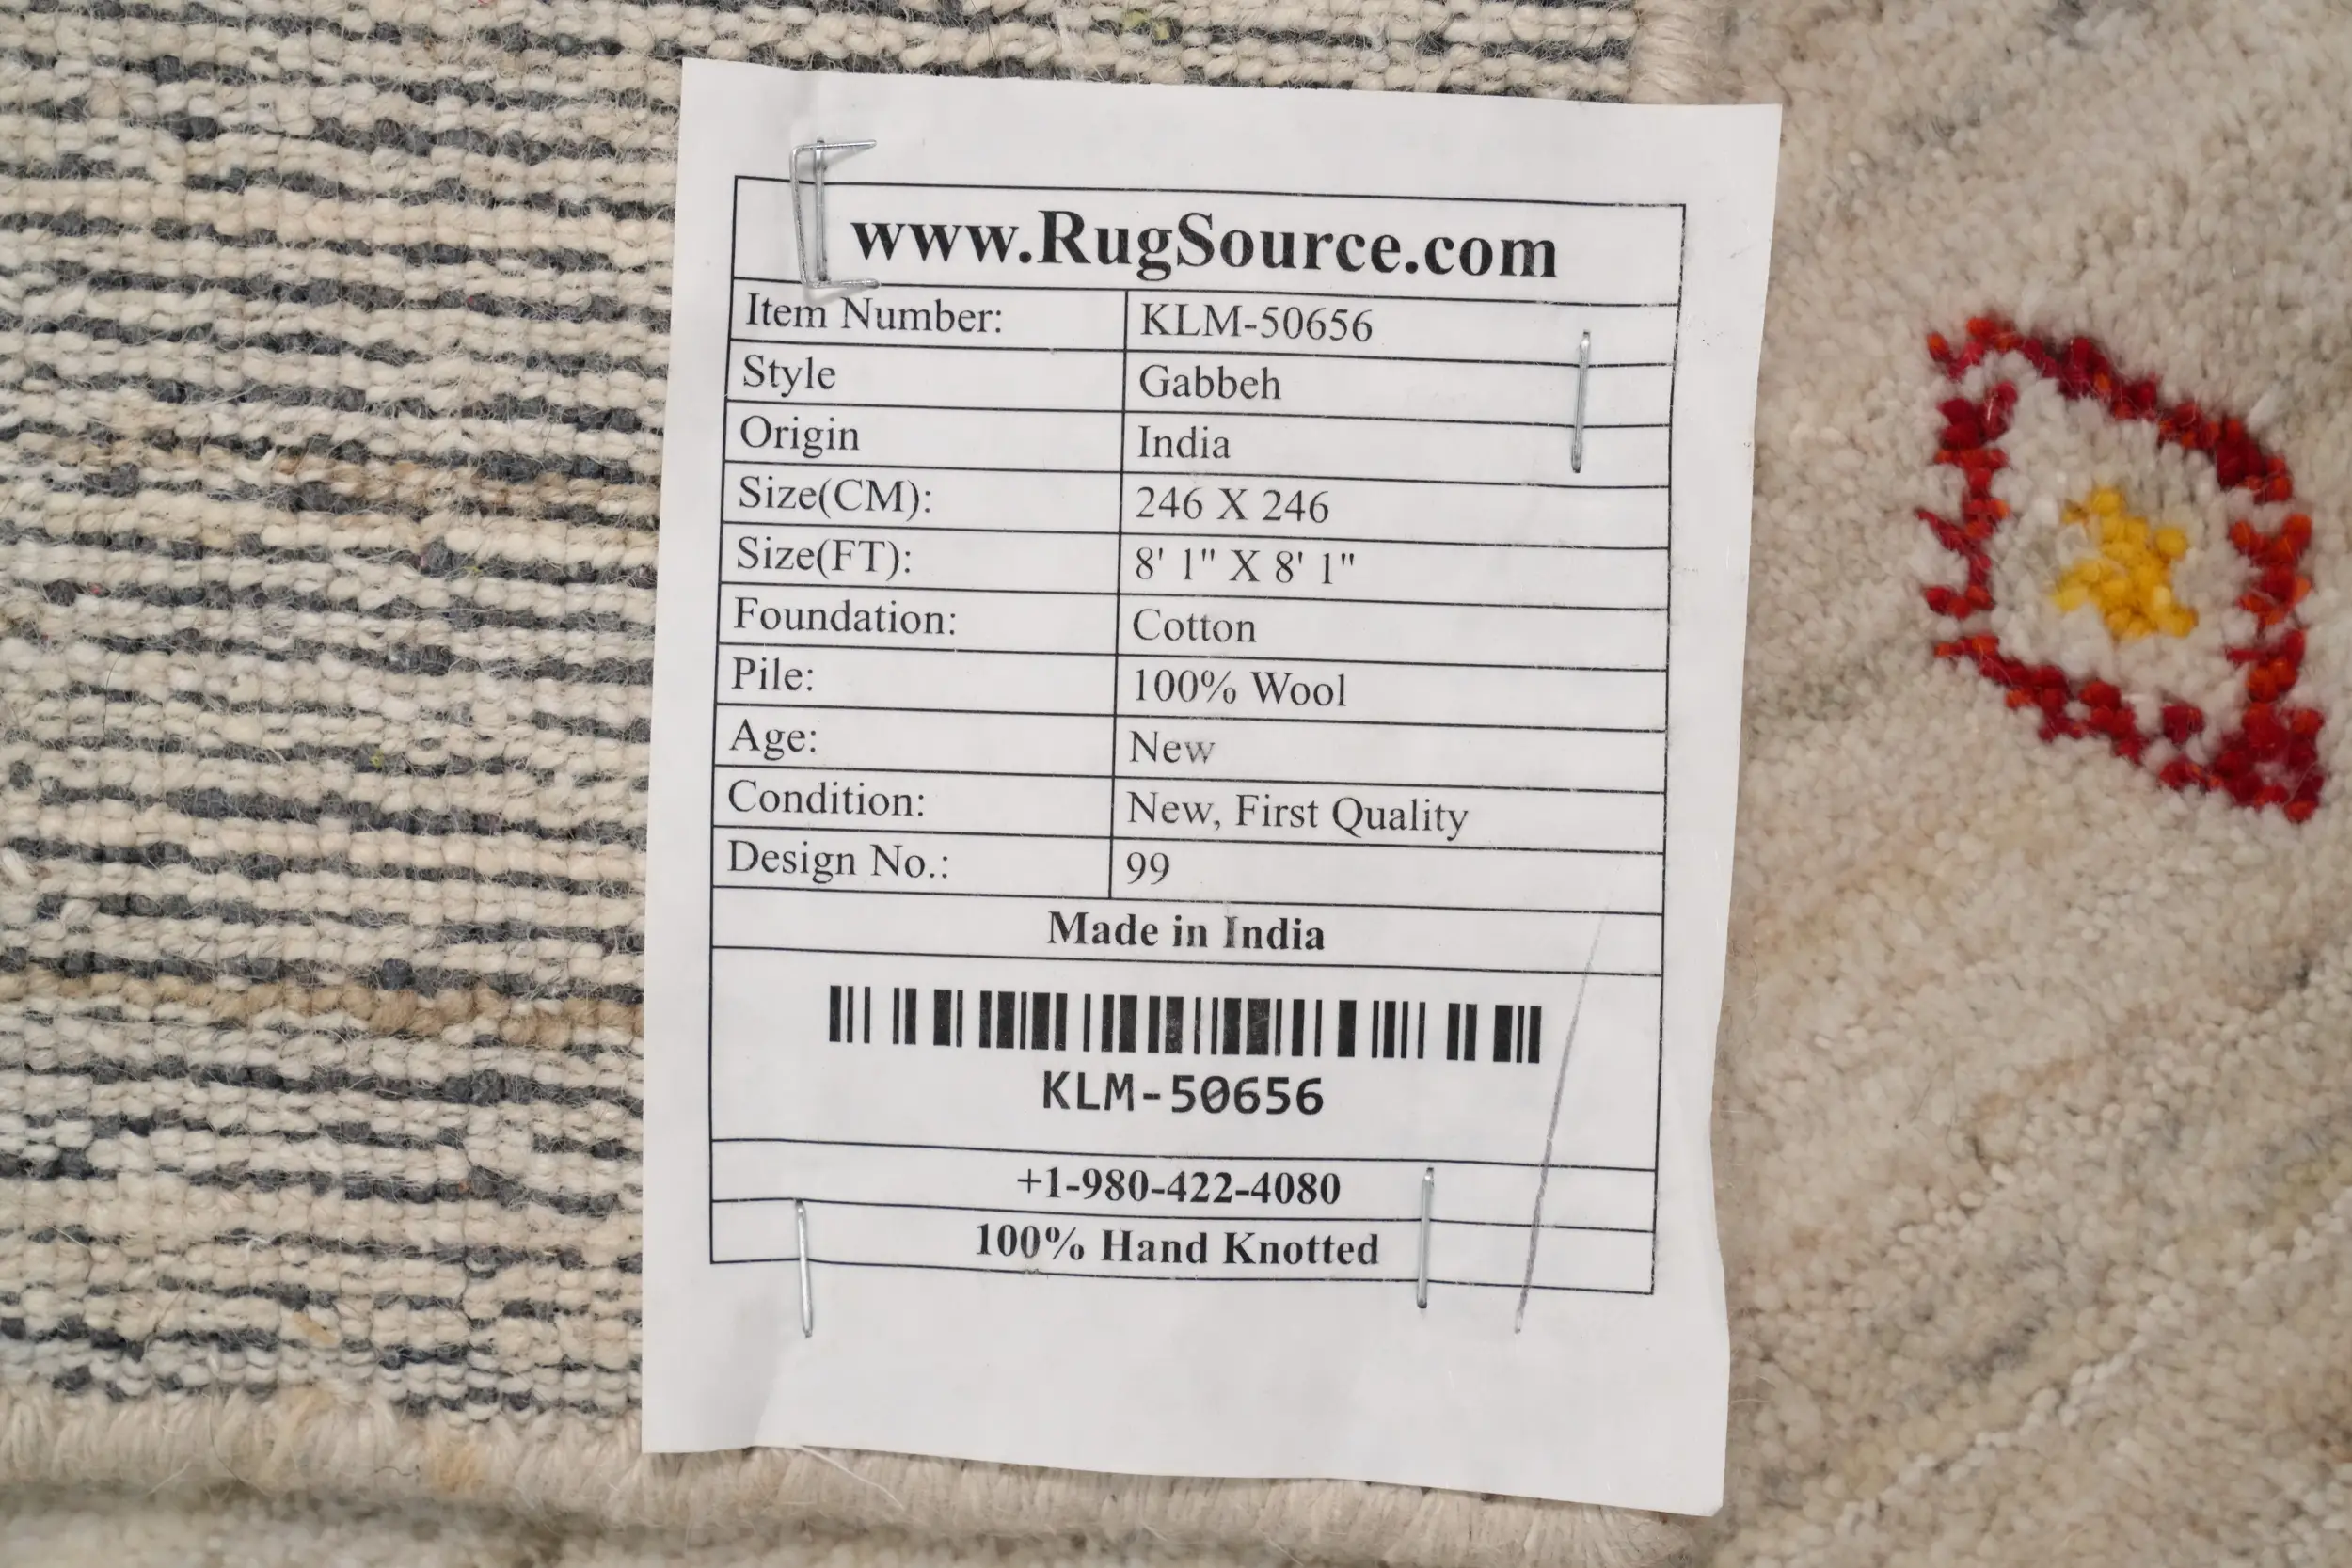 www.RugSource.com
Item Number: KLM-50656
Style Gabbeh
Origin India
Size(CM): 246 X 246
Size(FT): 8' 1" X 8' 1"
Foundation: Cotton
Pile: 100% Wool
Age: New
Condition: New, First Quality
Design No.: 99
Made in India
KLM-50656
+1-980-422-4080
100% Hand Knotted